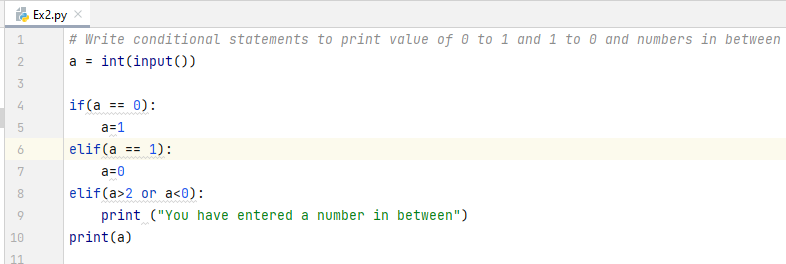 Ex2.py
1 # Write conditional statements to print value of 0 to 1 and 1 to 0 and numbers in between
2 a = int(input())
3
4 if(a == 0):
5     a=1
6 elif(a == 1):
7     a=0
8 elif(a>2 or a<0):
9     print ("You have entered a number in between")
10 print(a)
11